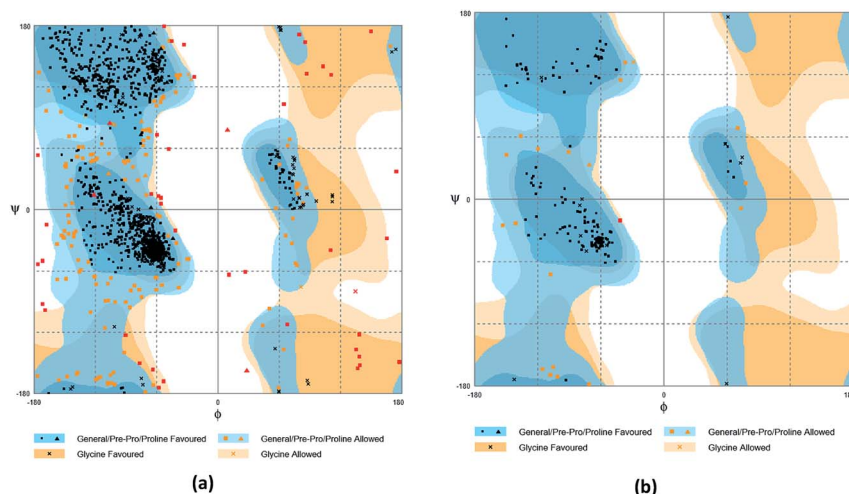 180
180
Ψ 0
Ψ 0
-180
-180
-180 0 180
-180 0 180
Φ
Φ
General/Pre-Pro/Proline Favoured General/Pre-Pro/Proline Allowed
Glycine Favoured Glycine Allowed
General/Pre-Pro/Proline Favoured General/Pre-Pro/Proline Allowed
Glycine Favoured Glycine Allowed
(a)
(b)